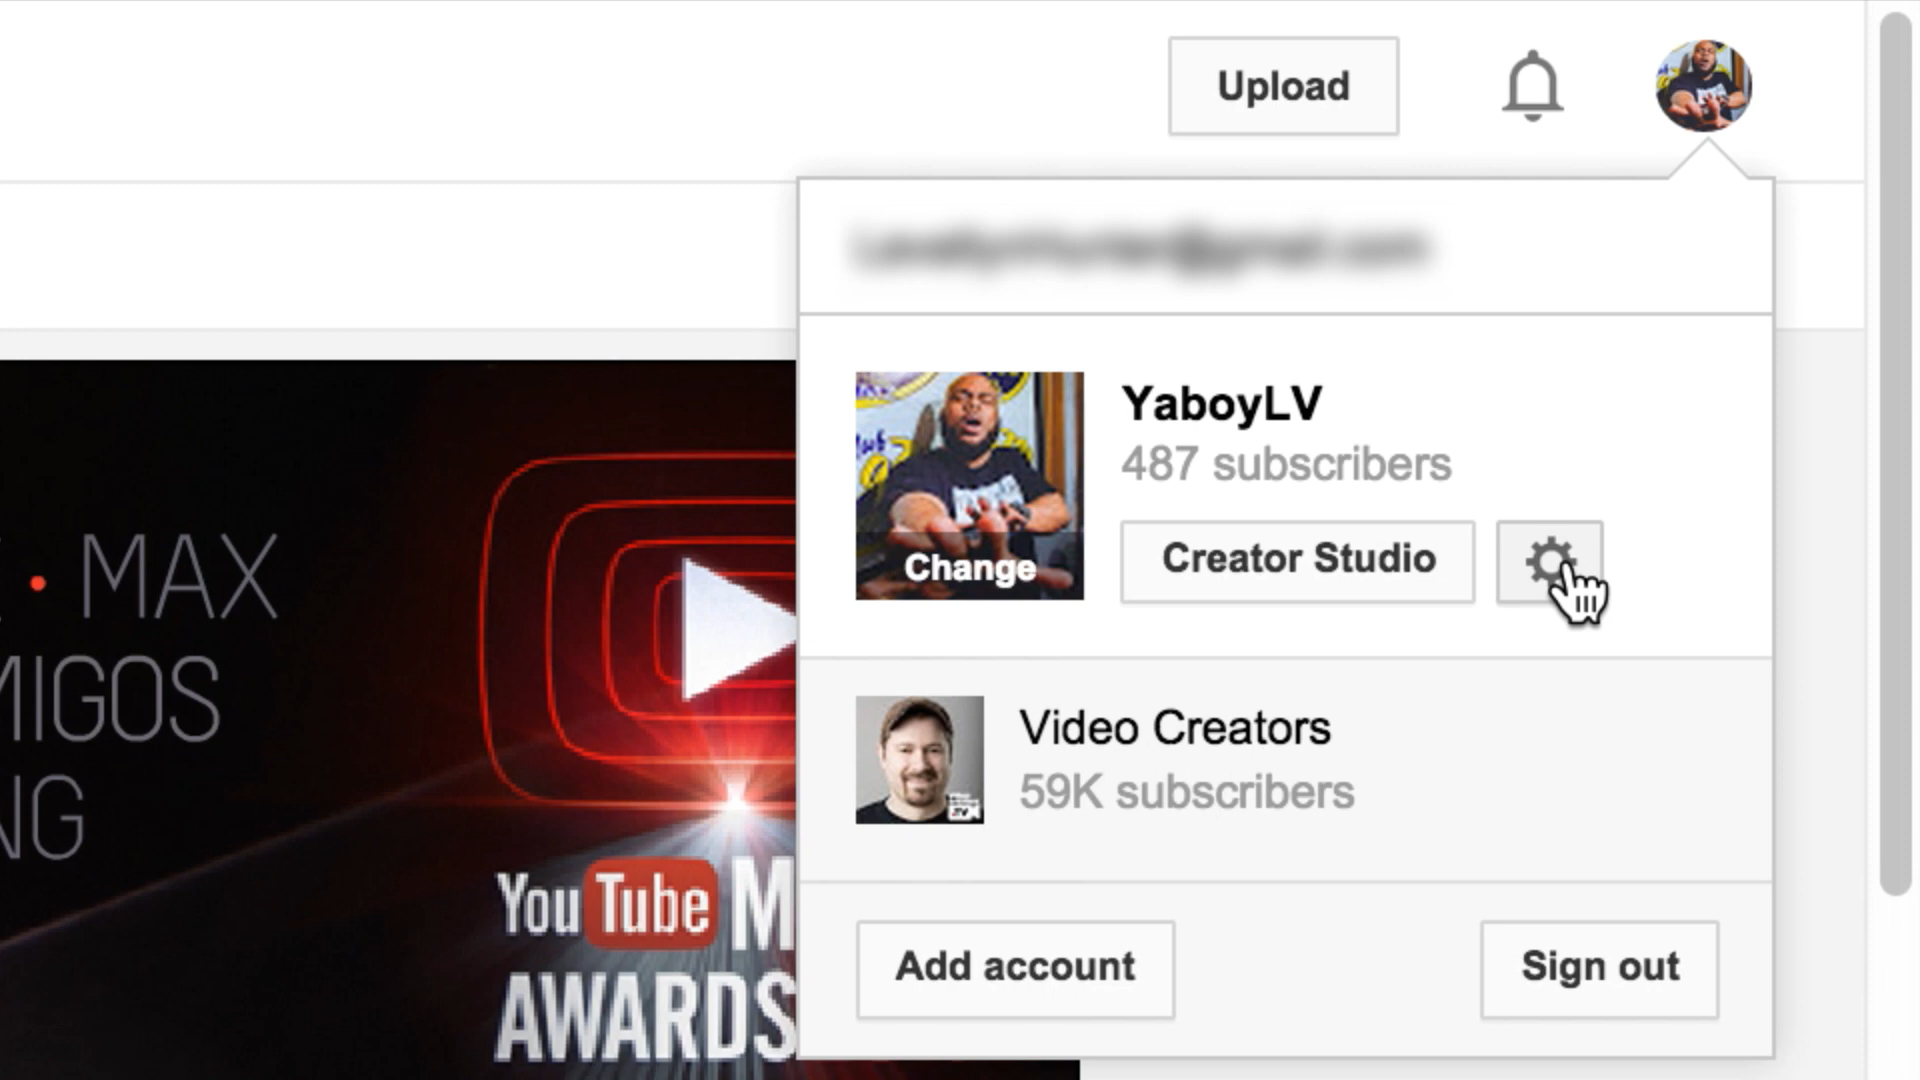 Upload
YaboyLV
487 subscribers
Change
Creator Studio
Video Creators
59K subscribers
Add account
Sign out
MAX
MIGOS
NG
YouTube M
AWARDS